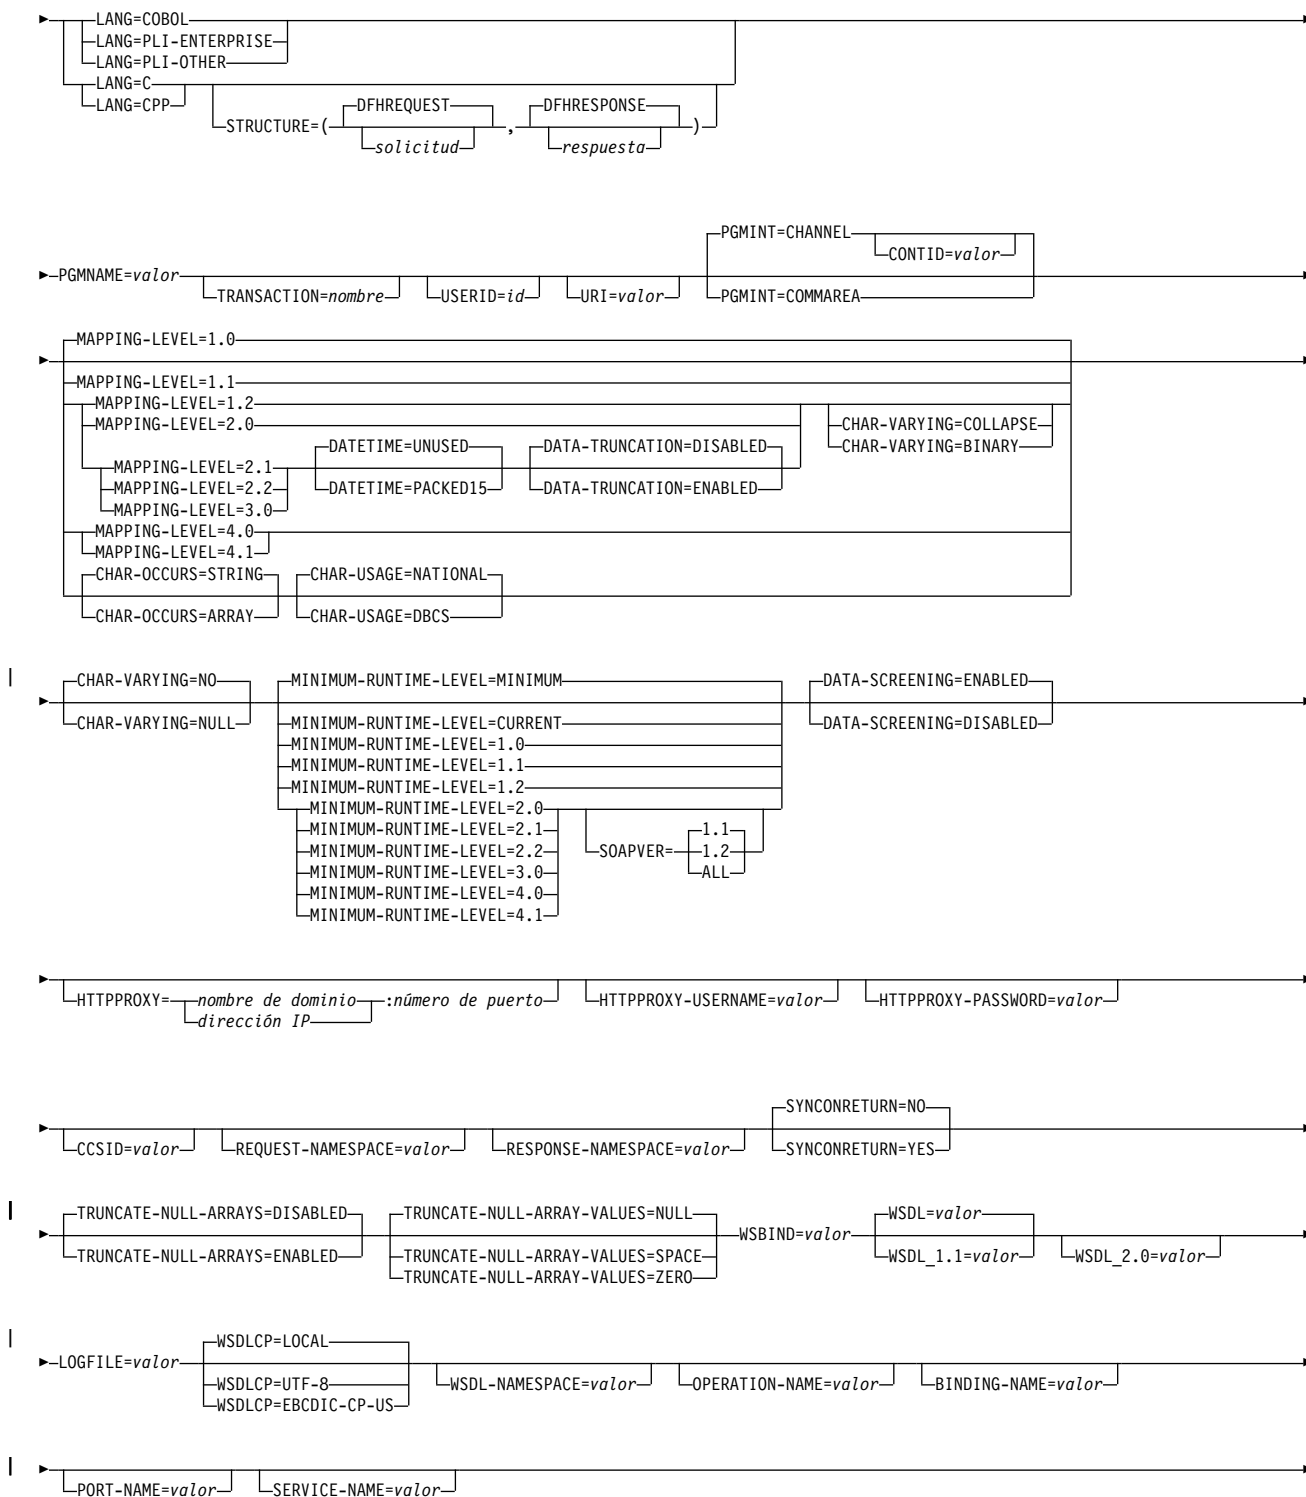 LANG=COBOL
LANG=PLI-ENTERPRISE
LANG=PLI-OTHER
LANG=C
LANG=CPP
DFHREQUEST DFHRESPONSE
STRUCTURE=( , )
solicitud respuesta
PGMINT=CHANNEL
CONTID=valor
PGMNAME=valor
TRANSACTION=nombre USERID=id URI=valor PGMINT=COMMAREA
MAPPING-LEVEL=1.0
MAPPING-LEVEL=1.1
MAPPING-LEVEL=1.2
MAPPING-LEVEL=2.0 CHAR-VARYING=COLLAPSE
DATETIME=UNUSED DATA-TRUNCATION=DISABLED CHAR-VARYING=BINARY
MAPPING-LEVEL=2.1
MAPPING-LEVEL=2.2 DATETIME=PACKED15 DATA-TRUNCATION=ENABLED
MAPPING-LEVEL=3.0
MAPPING-LEVEL=4.0
MAPPING-LEVEL=4.1
CHAR-OCCURS=STRING CHAR-USAGE=NATIONAL
CHAR-OCCURS=ARRAY CHAR-USAGE=DBCS
CHAR-VARYING=NO MINIMUM-RUNTIME-LEVEL=MINIMUM DATA-SCREENING=ENABLED
CHAR-VARYING=NULL MINIMUM-RUNTIME-LEVEL=CURRENT DATA-SCREENING=DISABLED
MINIMUM-RUNTIME-LEVEL=1.0
MINIMUM-RUNTIME-LEVEL=1.1
MINIMUM-RUNTIME-LEVEL=1.2
MINIMUM-RUNTIME-LEVEL=2.0
MINIMUM-RUNTIME-LEVEL=2.1 1.1
MINIMUM-RUNTIME-LEVEL=2.2 SOAPVER= 1.2
MINIMUM-RUNTIME-LEVEL=3.0 ALL
MINIMUM-RUNTIME-LEVEL=4.0
MINIMUM-RUNTIME-LEVEL=4.1
HTTPPROXY= nombre de dominio :número de puerto HTTPPROXY-USERNAME=valor HTTPPROXY-PASSWORD=valor
dirección IP
SYNCONRETURN=NO
CCSID=valor REQUEST-NAMESPACE=valor RESPONSE-NAMESPACE=valor SYNCONRETURN=YES
TRUNCATE-NULL-ARRAYS=DISABLED TRUNCATE-NULL-ARRAY-VALUES=NULL WSDL=valor
WSBIND=valor
TRUNCATE-NULL-ARRAYS=ENABLED TRUNCATE-NULL-ARRAY-VALUES=SPACE WSDL_1.1=valor WSDL_2.0=valor
TRUNCATE-NULL-ARRAY-VALUES=ZERO
WSDLCP=LOCAL
LOGFILE=valor
WSDLCP=UTF-8 WSDL-NAMESPACE=valor OPERATION-NAME=valor BINDING-NAME=valor
WSDLCP=EBCDIC-CP-US
PORT-NAME=valor SERVICE-NAME=valor